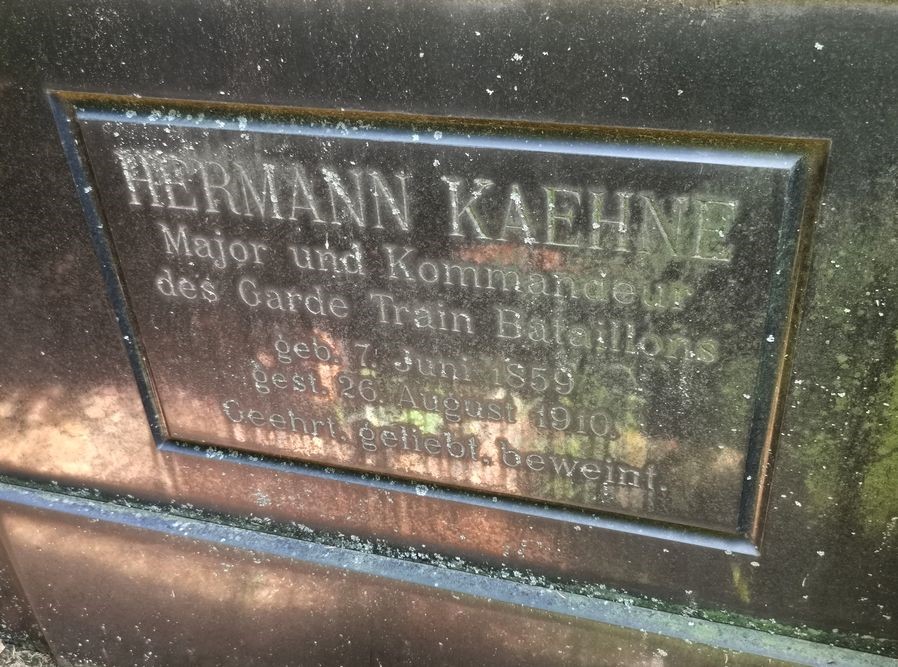 HERMANN KAEHNE
Major und Kommandeur
des Garde Train Bataillons
geb. 7. Juni 1859
gest. 26. August 1910.
Geehrt, geliebt, beweint.